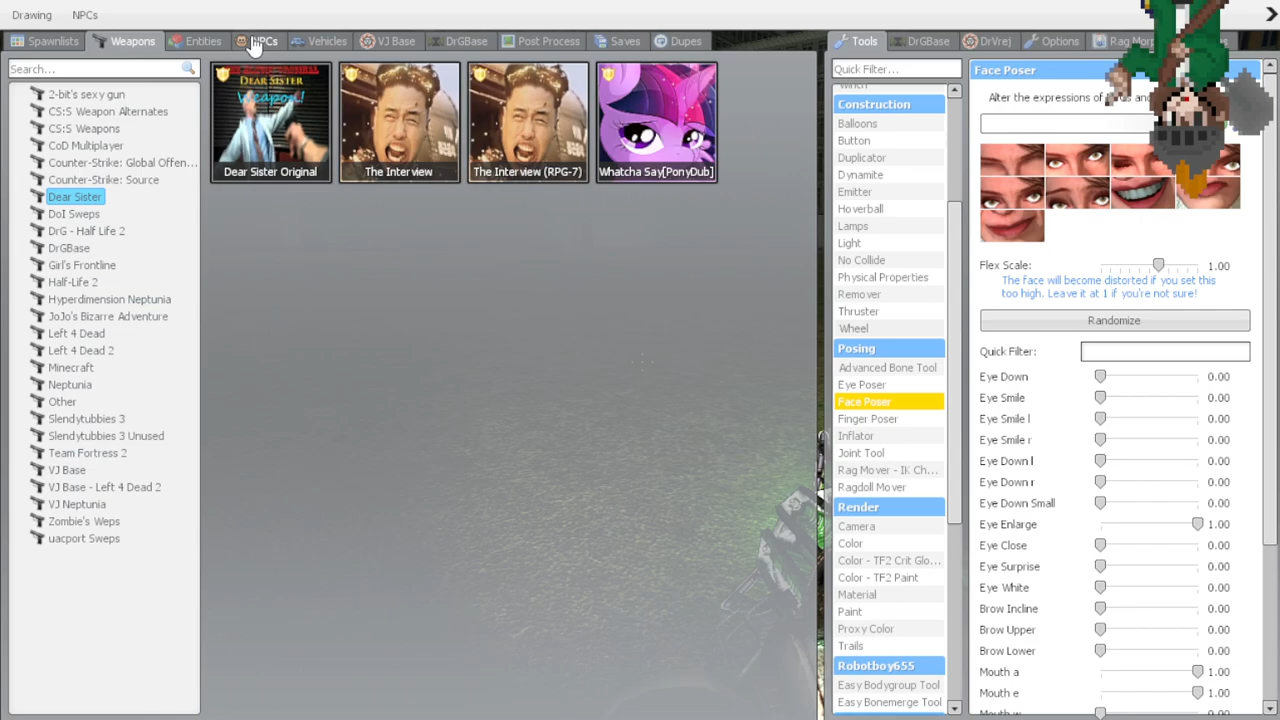 Drawing NPCs
Spawnlists Weapons Entities NPCs Vehicles VJ Base DrGBase Post Process Saves Dupes
Search...
2-bit's sexy gun
CS:S Weapon Alternates
CS:S Weapons
CoD Multiplayer
Counter-Strike: Global Offen...
Counter-Strike: Source
Dear Sister
DoI Sweps
DrG - Half Life 2
DrGBase
Girl's Frontline
Half-Life 2
Hyperdimension Neptunia
JoJo's Bizarre Adventure
Left 4 Dead
Left 4 Dead 2
Minecraft
Neptunia
Other
Slendytubbies 3
Slendytubbies 3 Unused
Team Fortress 2
VJ Base
VJ Base - Left 4 Dead 2
VJ Neptunia
Zombie's Weps
uacport Sweps
DEAR SISTER
Weapon!
Dear Sister Original
The Interview
The Interview (RPG-7)
Whatcha Say[PonyDub]
Tools DrGBase DrVrej Options Rag
Quick Filter...
Winch
Construction
Balloons
Button
Duplicator
Dynamite
Emitter
Hoverball
Lamps
Light
No Collide
Physical Properties
Remover
Thruster
Wheel
Posing
Advanced Bone Tool
Eye Poser
Face Poser
Finger Poser
Inflator
Joint Tool
Rag Mover - IK Ch...
Ragdoll Mover
Render
Camera
Color
Color - TF2 Crit Glo...
Color - TF2 Paint
Material
Paint
Proxy Color
Trails
Robotboy655
Easy Bodygroup Tool
Easy Bonemerge Tool
Face Poser
Alter the expressions of
Flex Scale: 1.00
The face will become distorted if you set this
too high. Leave it at 1 if you're not sure!
Randomize
Quick Filter:
Eye Down 0.00
Eye Smile 0.00
Eye Smile l 0.00
Eye Smile r 0.00
Eye Down l 0.00
Eye Down r 0.00
Eye Down Small 0.00
Eye Enlarge 1.00
Eye Close 0.00
Eye Surprise 0.00
Eye White 0.00
Brow Incline 0.00
Brow Upper 0.00
Brow Lower 0.00
Mouth a 1.00
Mouth e 1.00